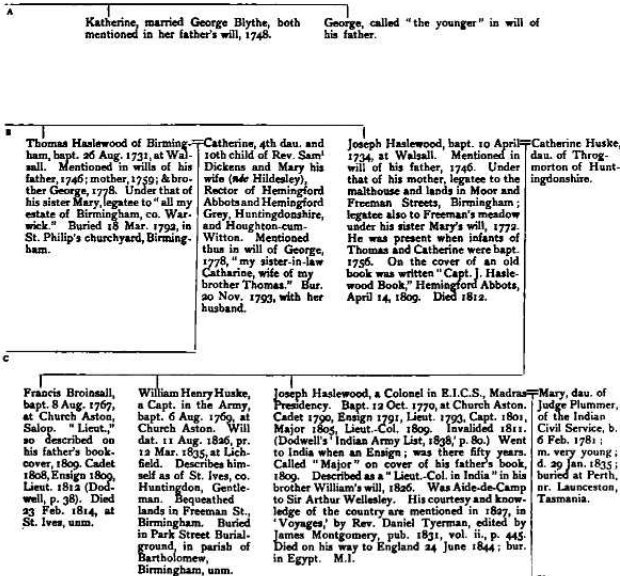 A
Katherine, married George Blythe, both
mentioned in her father's will, 1748.
George, called "the younger" in will of
his father.
B
Thomas Haslewood of Birming-
ham, bapt. 26 Aug. 1731, at Wal-
sall. Mentioned in wills of his
father, 1746; mother, 1759; & bro-
ther George, 1778. Under that of
his sister Mary, legatee to "all my
estate of Birmingham, co. War-
wick." Buried 18 Mar. 1792, in
St. Philip's churchyard, Birming-
ham.
Catherine, 4th dau. and
10th child of Rev. Saml
Dickens and Mary his
wife (née Hildesley),
Rector of Hemingford
Abbots and Hemingford
Grey, Huntingdonshire,
and Houghton-cum-
Witton. Mentioned
thus in will of George,
1778, "my sister-in-law
Catharine, wife of my
brother Thomas." Bur.
20 Nov. 1793, with her
husband.
Joseph Haslewood, bapt. 10 April
1734, at Walsall. Mentioned in
will of his father, 1746. Under
that of his mother, legatee to the
malthouse and lands in Moor and
Freeman Streets, Birmingham;
legatee also to Freeman's meadow
under his sister Mary's will, 1772.
He was present when infants of
Thomas and Catherine were bapt.
1756. On the cover of an old
book was written "Capt. J. Hasle-
wood Book," Hemingford Abbots,
April 14, 1809. Died 1812.
Catherine Huske,
dau. of Throg-
morton of Hunt-
ingdonshire.
C
Francis Broinsall,
bapt. 8 Aug. 1767,
at Church Aston,
Salop. "Lieut.,"
so described on
his father's book-
cover, 1809. Cadet
1808, Ensign 1809,
Lieut. 1812 (Dod-
well, p. 38). Died
23 Feb. 1814, at
St. Ives, unm.
William Henry Huske,
a Capt. in the Army,
bapt. 6 Aug. 1769, at
Church Aston. Will
dat. 11 Aug. 1826, pr.
12 Mar. 1835, at Lich-
field. Describes him-
self as of St. Ives, co.
Huntingdon, Gentle-
man. Bequeathed
lands in Freeman St.,
Birmingham. Buried
in Park Street Burial-
ground, in parish of
Bartholomew,
Birmingham, unm.
Joseph Haslewood, a Colonel in E.I.C.S., Madras
Presidency. Bapt. 12 Oct. 1770, at Church Aston.
Cadet 1790, Ensign 1791, Lieut. 1793, Capt. 1801,
Major 1805, Lieut.-Col. 1809. Invalided 1811.
(Dodwell's 'Indian Army List, 1838,' p. 80.) Went
to India when an Ensign; was there fifty years.
Called "Major" on cover of his father's book,
1809. Described as a "Lieut.-Col. in India" in his
brother William's will, 1826. Was Aide-de-Camp
to Sir Arthur Wellesley. His courtesy and know-
ledge of the country are mentioned in 1827, in
'Voyages,' by Rev. Daniel Tyerman, edited by
James Montgomery, pub. 1831, vol. ii., p. 445.
Died on his way to England 24 June 1844; bur.
in Egypt. M.I.
Mary, dau. of
Judge Plummer,
of the Indian
Civil Service, b.
6 Feb. 1781;
m. very young;
d. 29 Jan. 1835;
buried at Perth,
nr. Launceston,
Tasmania.